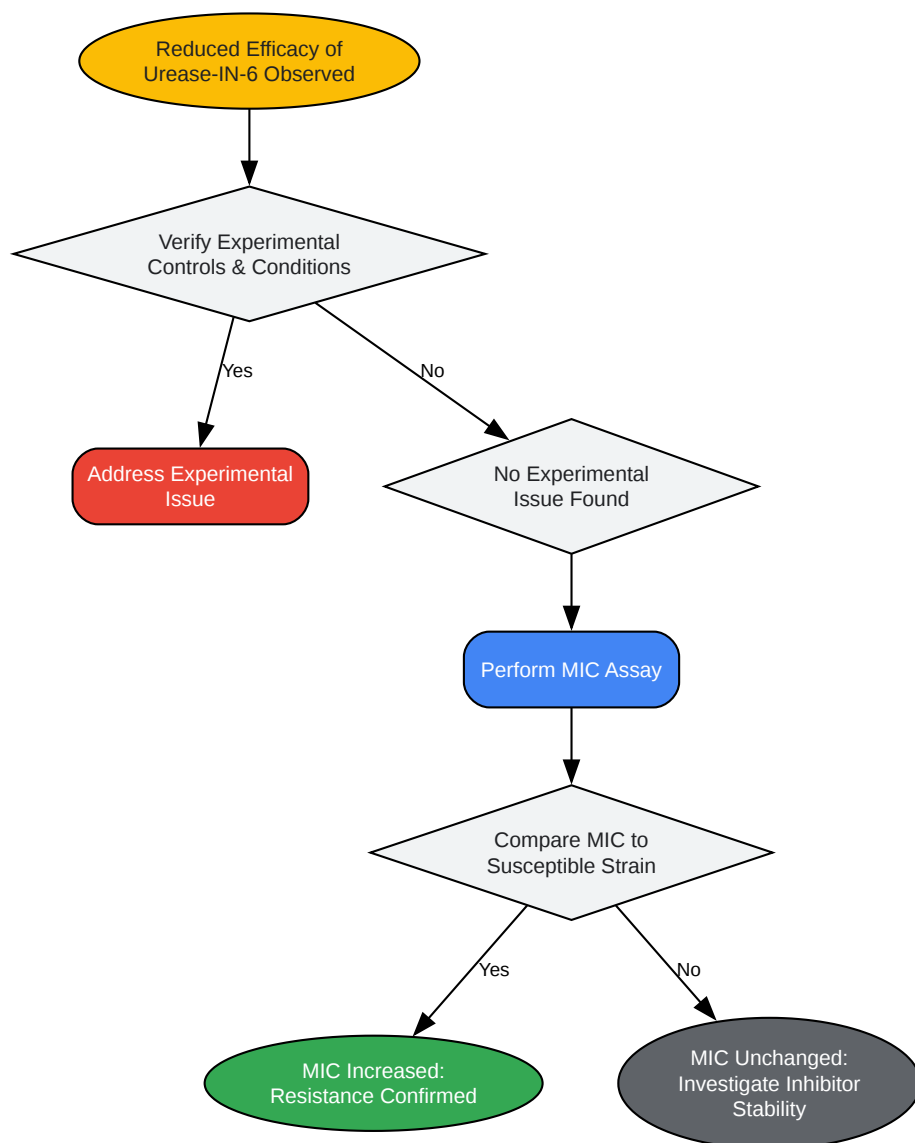 Reduced Efficacy of
Urease-IN-6 Observed
Verify Experimental
Controls & Conditions
Yes
No
Address Experimental
Issue
No Experimental
Issue Found
Perform MIC Assay
Compare MIC to
Susceptible Strain
Yes
No
MIC Increased:
Resistance Confirmed
MIC Unchanged:
Investigate Inhibitor
Stability